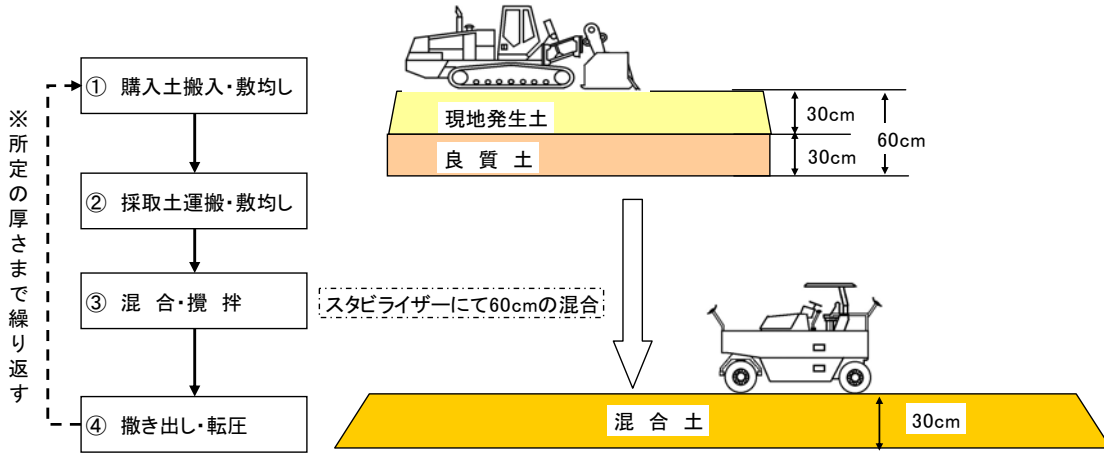 ① 購入土搬入・敷均し
② 採取土運搬・敷均し
③ 混 合・攪 拌
④ 撒き出し・転圧
※所定の厚さまで繰り返す
現地発生土
良 質 土
30cm
30cm
60cm
スタビライザーにて60cmの混合
混 合 土
30cm